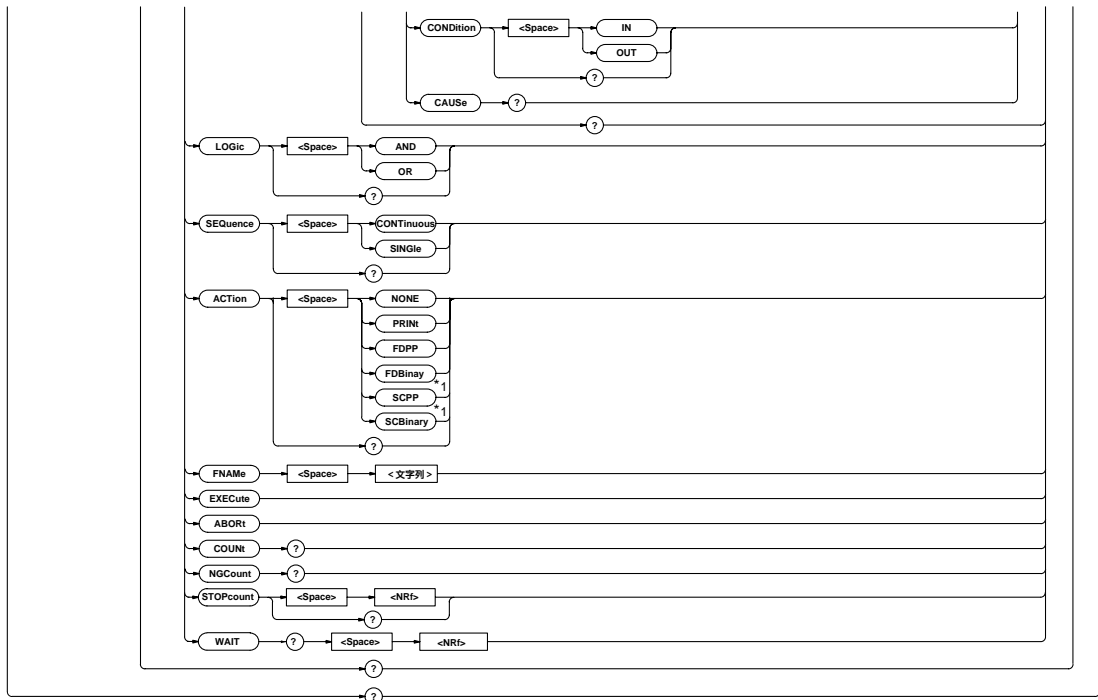 CONDition <Space> IN
OUT
?
CAUSe ?
?
LOGic <Space> AND
OR
?
SEQuence <Space> CONTinuous
SINGle
?
ACTion <Space> NONE
PRINt
FDPP
FDBinay
*1
SCPP
*1
SCBinary
?
FNAMe <Space> <文字列>
EXECute
ABORt
COUNt ?
NGCount ?
STOPcount <Space> <NRf>
?
WAIT ? <Space> <NRf>
?
?